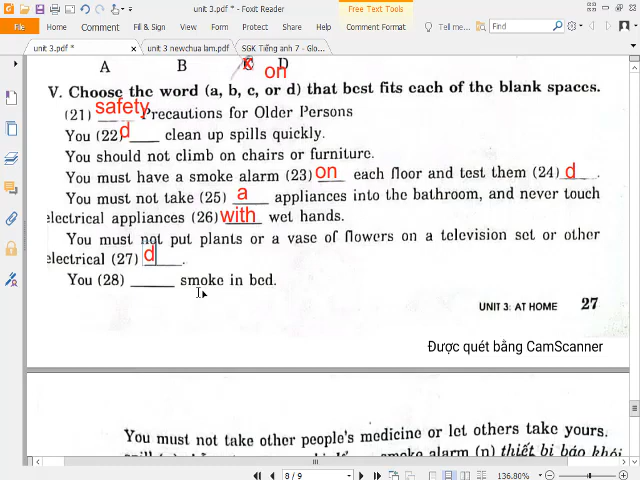 unit 3.pdf * - Foxit Reader
Free Text Tools
File Home Comment Fill & Sign View Form Protect Share Help Comment Format Tell me... Find
unit 3.pdf * unit 3 newchua lam.pdf SGK Tiếng anh 7 - Glo...
A B D
on
V. Choose the word (a, b, c, or d) that best fits each of the blank spaces.
(21) safety Precautions for Older Persons
You (22) d ____ clean up spills quickly.
You should not climb on chairs or furniture.
You must have a smoke alarm (23) on each floor and test them (24) d.
You must not take (25) a appliances into the bathroom, and never touch
electrical appliances (26) with wet hands.
You must not put plants or a vase of flowers on a television set or other
electrical (27) d.
You (28) _____ smoke in bed.
UNIT 3: AT HOME 27
Được quét bằng CamScanner
You must not take other people's medicine or let others take yours.
smoke alarm (n) thiết bị báo khói
8 / 9 136.80%